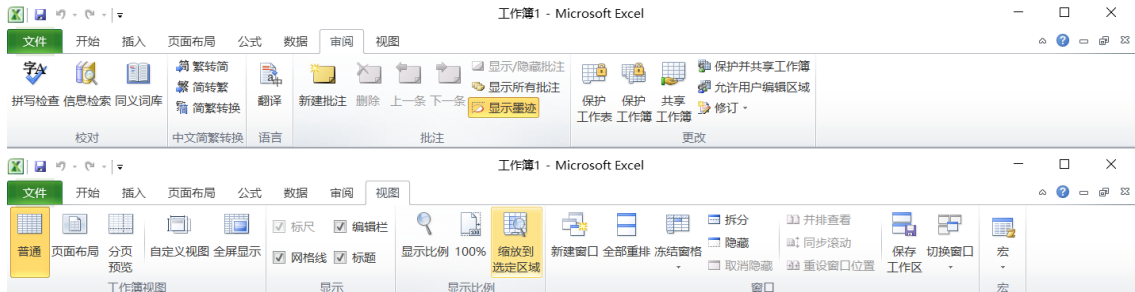 工作簿1 - Microsoft Excel
文件 开始 插入 页面布局 公式 数据 审阅 视图
拼写检查 信息检索 同义词库
校对
简 繁转简
繁 简转繁
简繁转换
中文简繁转换
翻译
语言
新建批注 删除 上一条 下一条
显示/隐藏批注
显示所有批注
显示墨迹
批注
保护
工作表
保护
工作簿
共享
工作簿
保护并共享工作簿
允许用户编辑区域
修订
更改
工作簿1 - Microsoft Excel
文件 开始 插入 页面布局 公式 数据 审阅 视图
普通 页面布局 分页
预览
自定义视图 全屏显示
工作簿视图
标尺 编辑栏
网格线 标题
显示
显示比例 100% 缩放到
选定区域
显示比例
新建窗口 全部重排 冻结窗格
拆分
隐藏
取消隐藏
并排查看
同步滚动
重设窗口位置
保存
工作区
切换窗口
窗口
宏
宏